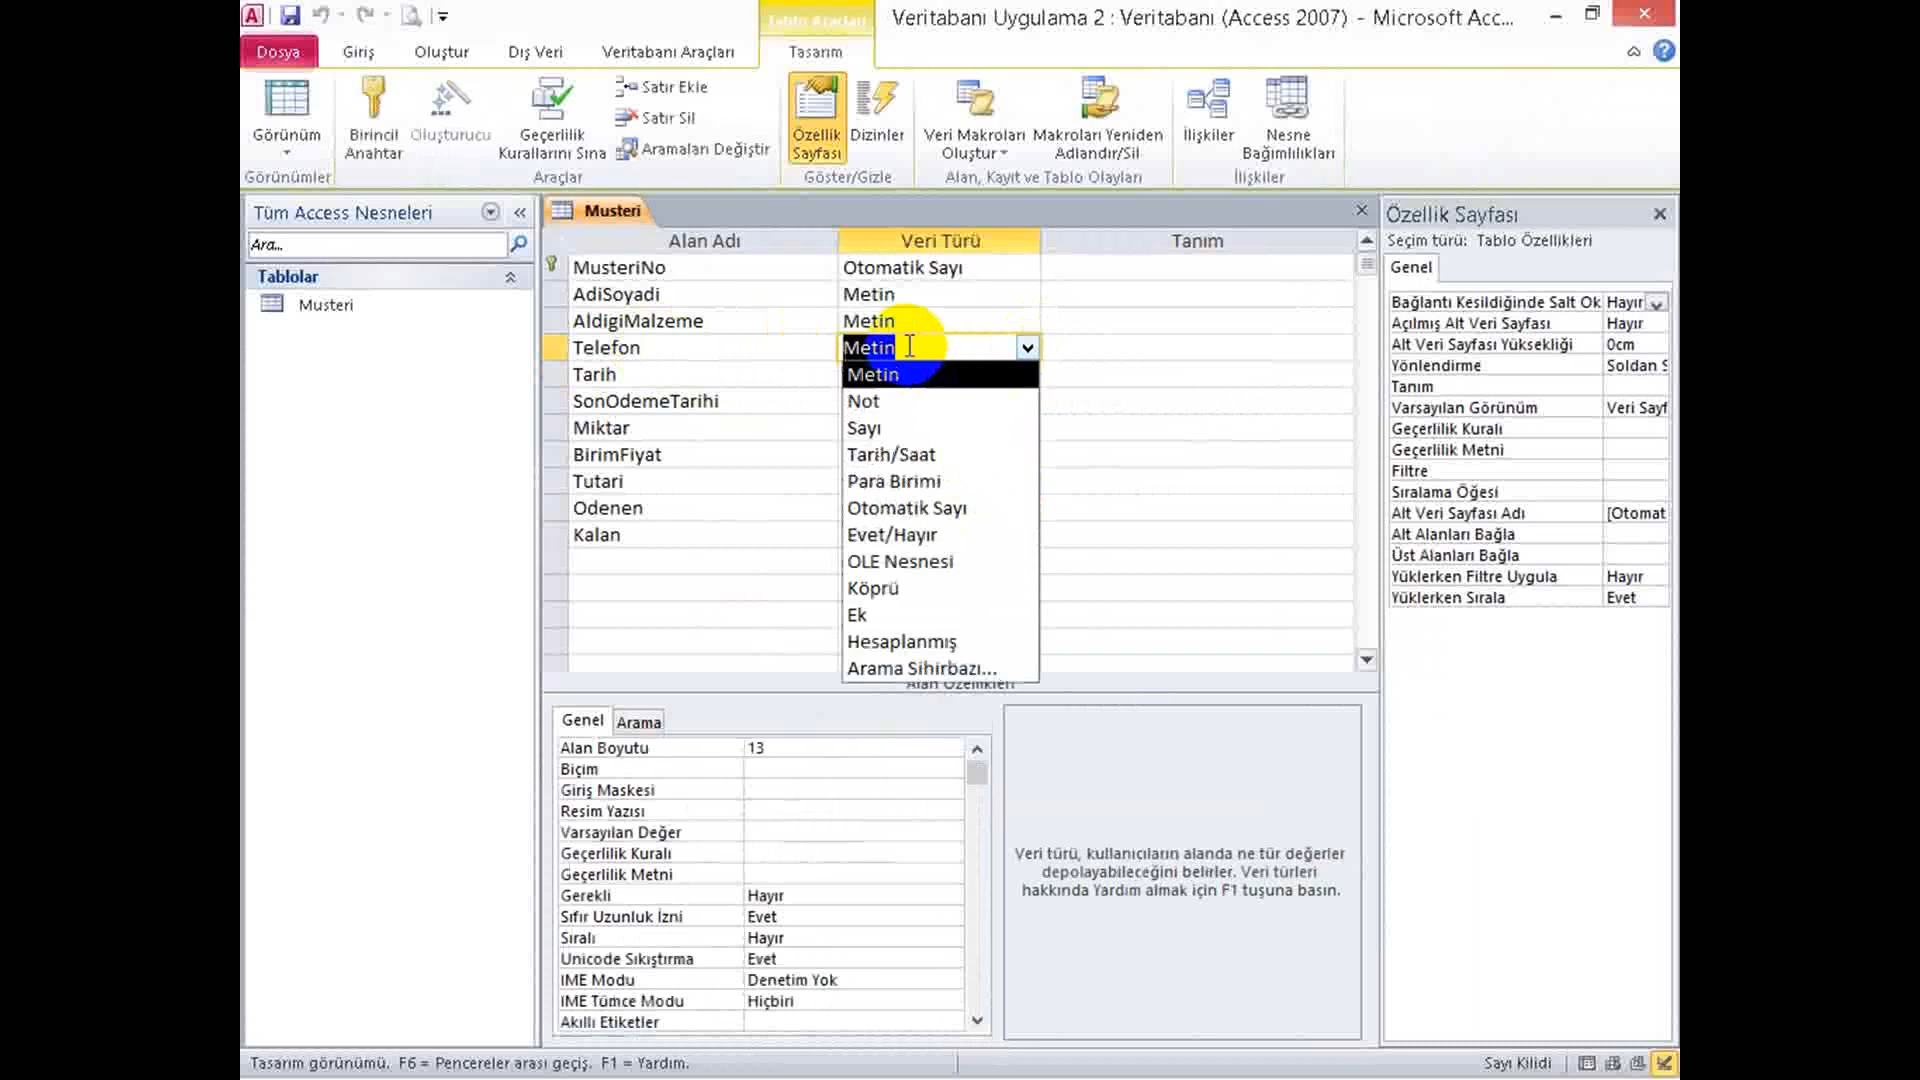 Tablo Araçları
Veritabanı Uygulama 2 : Veritabanı (Access 2007) - Microsoft Acc...
Dosya
Giriş
Oluştur
Dış Veri
Veritabanı Araçları
Tasarım
Görünüm
Birincil Anahtar
Oluşturucu
Geçerlilik Kurallarını Sına
Satır Ekle
Satır Sil
Aramaları Değiştir
Özellik Sayfası
Dizinler
Veri Makroları Oluştur
Makroları Yeniden Adlandır/Sil
İlişkiler
Nesne Bağımlılıkları
Görünümler
Araçlar
Göster/Gizle
Alan, Kayıt ve Tablo Olayları
İlişkiler
Tüm Access Nesneleri
Ara...
Tablolar
Musteri
Musteri
Alan Adı Veri Türü Tanım
MusteriNo Otomatik Sayı
AdiSoyadi Metin
AldigiMalzeme Metin
Telefon Metin
Tarih
SonOdemeTarihi
Miktar
BirimFiyat
Tutari
Odenen
Kalan
Metin
Not
Sayı
Tarih/Saat
Para Birimi
Otomatik Sayı
Evet/Hayır
OLE Nesnesi
Köprü
Ek
Hesaplanmış
Arama Sihirbazı...
Alan Özellikleri
Genel Arama
Alan Boyutu 13
Biçim
Giriş Maskesi
Resim Yazısı
Varsayılan Değer
Geçerlilik Kuralı
Geçerlilik Metni
Gerekli Hayır
Sıfır Uzunluk İzni Evet
Sıralı Hayır
Unicode Sıkıştırma Evet
IME Modu Denetim Yok
IME Tümce Modu Hiçbiri
Akıllı Etiketler
Veri türü, kullanıcıların alanda ne tür değerler
depolayabileceğini belirler. Veri türleri
hakkında Yardım almak için F1 tuşuna basın.
Özellik Sayfası
Seçim türü: Tablo Özellikleri
Genel
Bağlantı Kesildiğinde Salt Ok Hayır
Açılmış Alt Veri Sayfası Hayır
Alt Veri Sayfası Yüksekliği 0cm
Yönlendirme Soldan S
Tanım
Varsayılan Görünüm Veri Sayf
Geçerlilik Kuralı
Geçerlilik Metni
Filtre
Sıralama Öğesi
Alt Veri Sayfası Adı [Otomat
Alt Alanları Bağla
Üst Alanları Bağla
Yüklerken Filtre Uygula Hayır
Yüklerken Sırala Evet
Tasarım görünümü. F6 = Pencereler arası geçiş. F1 = Yardım.
Sayı Kilidi